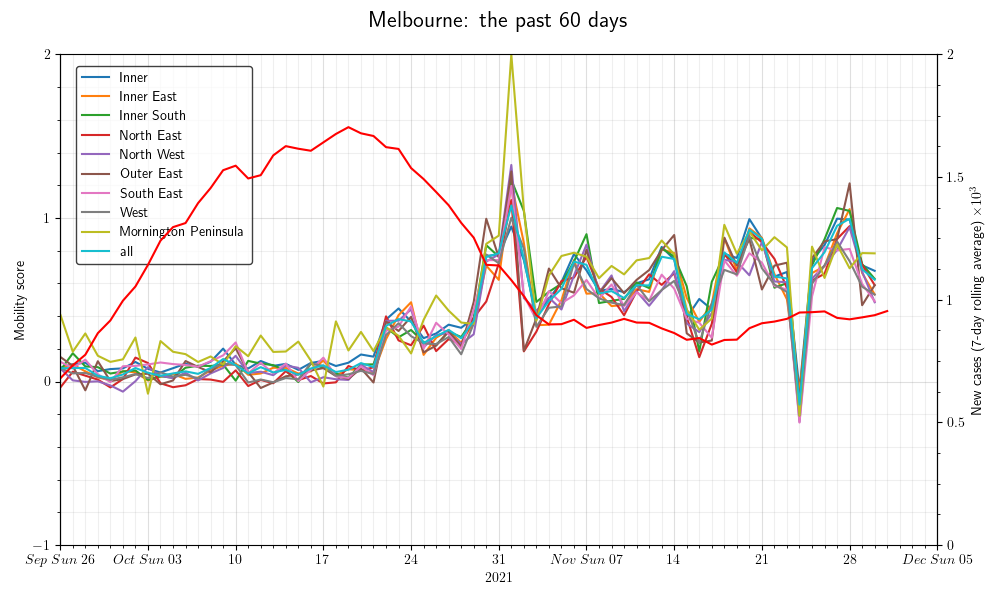 Melbourne: the past 60 days
Inner
Inner East
Inner South
North East
North West
Outer East
South East
West
Mornington Peninsula
all
Mobility score
2
1
0
−1
New cases (7-day rolling average) ×10³
2
1.5
1
0.5
0
Sep Sun 26 Oct Sun 03 10 17 24 31 Nov Sun 07 14 21 28 Dec Sun 05
2021